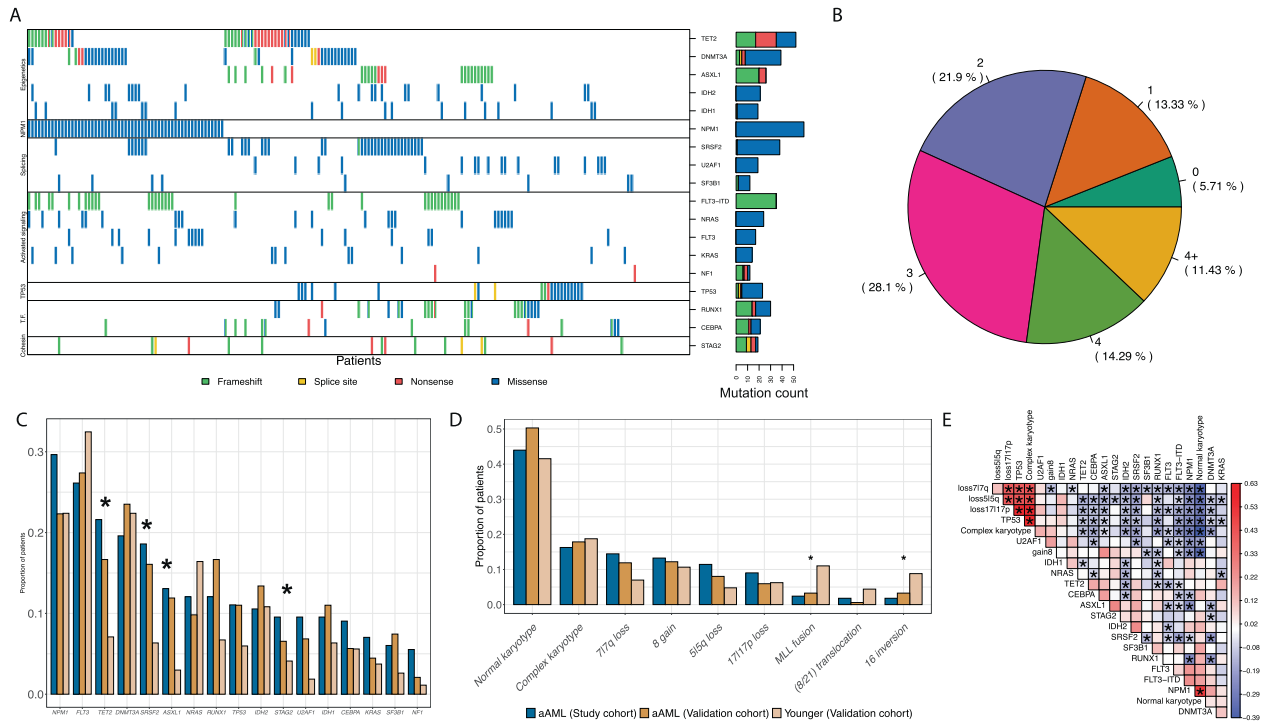 A
Epigenetics
NPM1
Splicing
Activated signaling
TP53
T.F.
Cohesin
TET2
DNMT3A
ASXL1
IDH2
IDH1
NPM1
SRSF2
U2AF1
SF3B1
FLT3-ITD
NRAS
FLT3
KRAS
NF1
TP53
RUNX1
CEBPA
STAG2
Patients
Frameshift Splice site Nonsense Missense
0 10 20 30 40 50
Mutation count
B
2
( 21.9 % )
1
( 13.33 % )
0
( 5.71 % )
4+
( 11.43 % )
4
( 14.29 % )
3
( 28.1 % )
C
Proportion of patients
0.3
0.2
0.1
0.0
* * * *
NPM1 FLT3 TET2 DNMT3A SRSF2 ASXL1 NRAS RUNX1 TP53 IDH2 STAG2 U2AF1 IDH1 CEBPA KRAS SF3B1 NF1
D
Proportion of patients
0.5
0.4
0.3
0.2
0.1
0.0
* *
Normal karyotype
Complex karyotype
7|7q loss
8 gain
5|5q loss
17|17p loss
MLL fusion
(8/21) translocation
16 inversion
aAML (Study cohort) aAML (Validation cohort) Younger (Validation cohort)
E
loss5|5q
loss17|17p
TP53
Complex karyotype
U2AF1
gain8
IDH1
NRAS
TET2
CEBPA
ASXL1
STAG2
IDH2
SRSF2
SF3B1
RUNX1
FLT3
FLT3-ITD
NPM1
Normal karyotype
DNMT3A
KRAS
loss7|7q
loss5|5q
loss17|17p
TP53
Complex karyotype
U2AF1
gain8
IDH1
NRAS
TET2
CEBPA
ASXL1
STAG2
IDH2
SRSF2
SF3B1
RUNX1
FLT3
FLT3-ITD
NPM1
Normal karyotype
DNMT3A
0.63
0.53
0.43
0.33
0.22
0.12
0.02
-0.08
-0.19
-0.29
-0.39